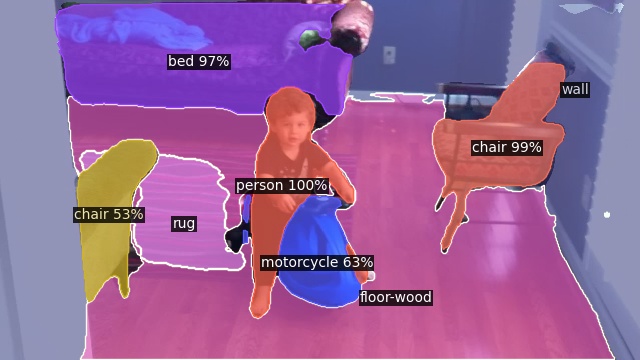 bed 97%
wall
chair 99%
person 100%
chair 53%
rug
motorcycle 63%
floor-wood